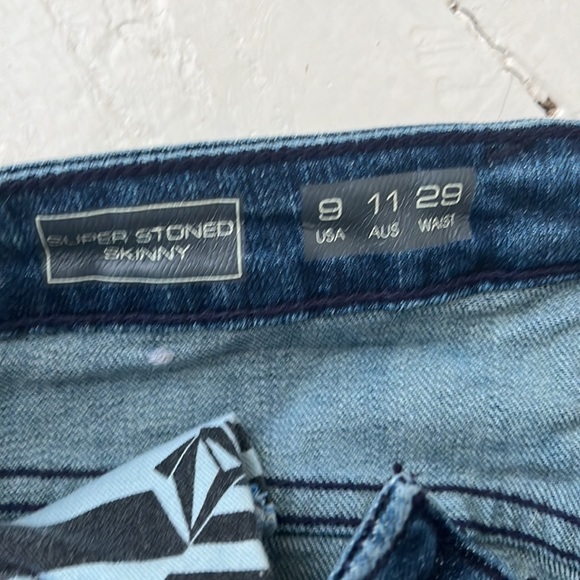 SUPER STONED
SKINNY
9 11 29
USA AUS WAIST